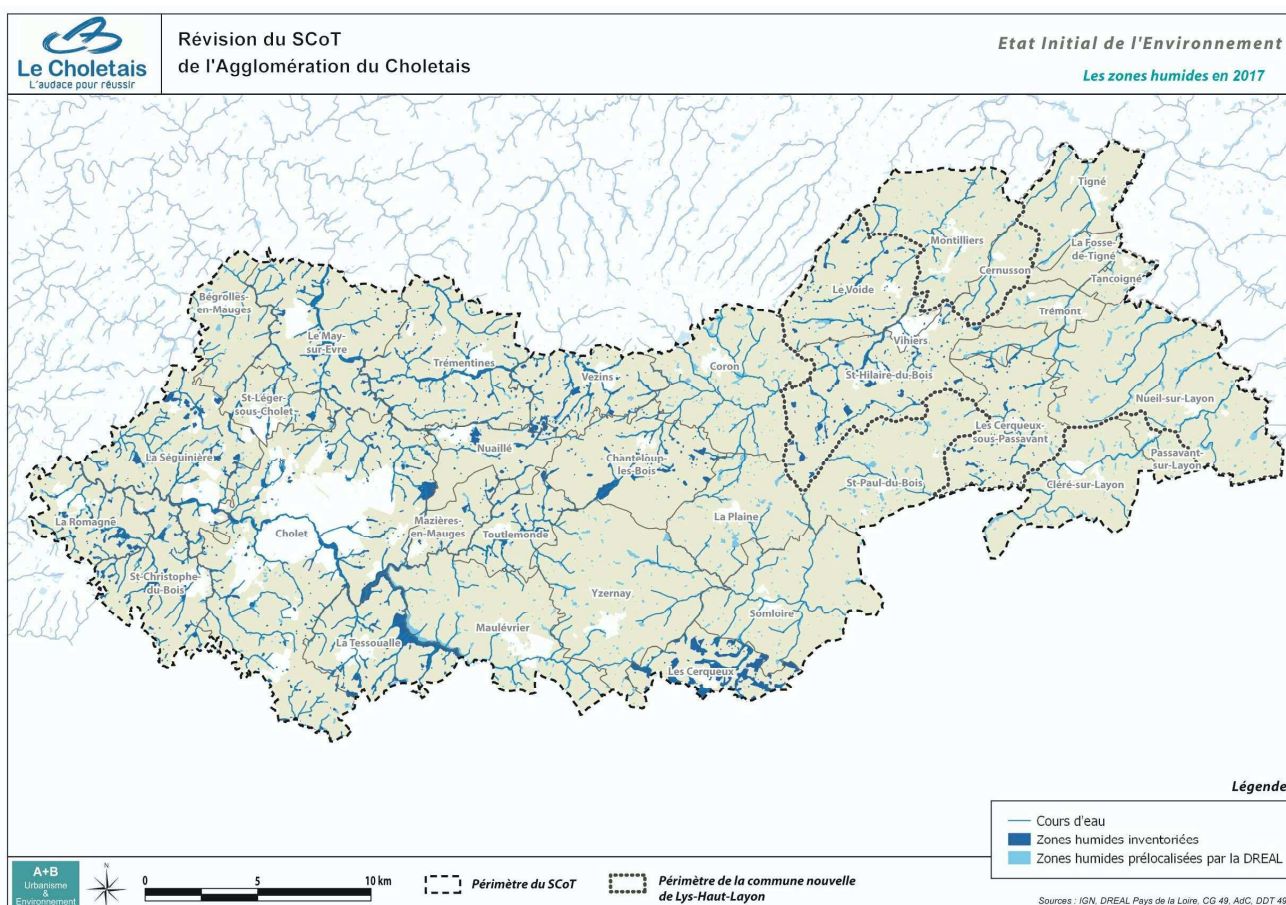 Le Choletais
L'audace pour réussir
Révision du SCoT
de l'Agglomération du Choletais
Etat Initial de l'Environnement
Les zones humides en 2017
Tigné
Montilliers
La Fosse-
de-Tigné
Cernusson
Tancoigné
Le Voide
Bégrolles-
en-Mauges
Trémont
Le May-
sur-Evre
Vihiers
Trémentines
Vezins
Coron
St-Hilaire-du-Bois
St-Léger-
sous-Cholet
Nueil-sur-Layon
Les Cerqueux-
sous-Passavant
Nuaillé
La Séguinière
Chanteloup-
les-Bois
Passavant-
sur-Layon
St-Paul-du-Bois
Cléré-sur-Layon
La Romagne
Mazières-
en-Mauges
La Plaine
Cholet
Toutlemonde
St-Christophe-
du-Bois
Yzernay
Somloire
Maulévrier
La Tessoualle
Les Cerqueux
Légende
Cours d'eau
Zones humides inventoriées
Zones humides prélocalisées par la DREAL
A+B
Urbanisme
&
Environnement
N
0 5 10 km
Périmètre du SCoT
Périmètre de la commune nouvelle
de Lys-Haut-Layon
Sources : IGN, DREAL Pays de la Loire, CG 49, AdC, DDT 49